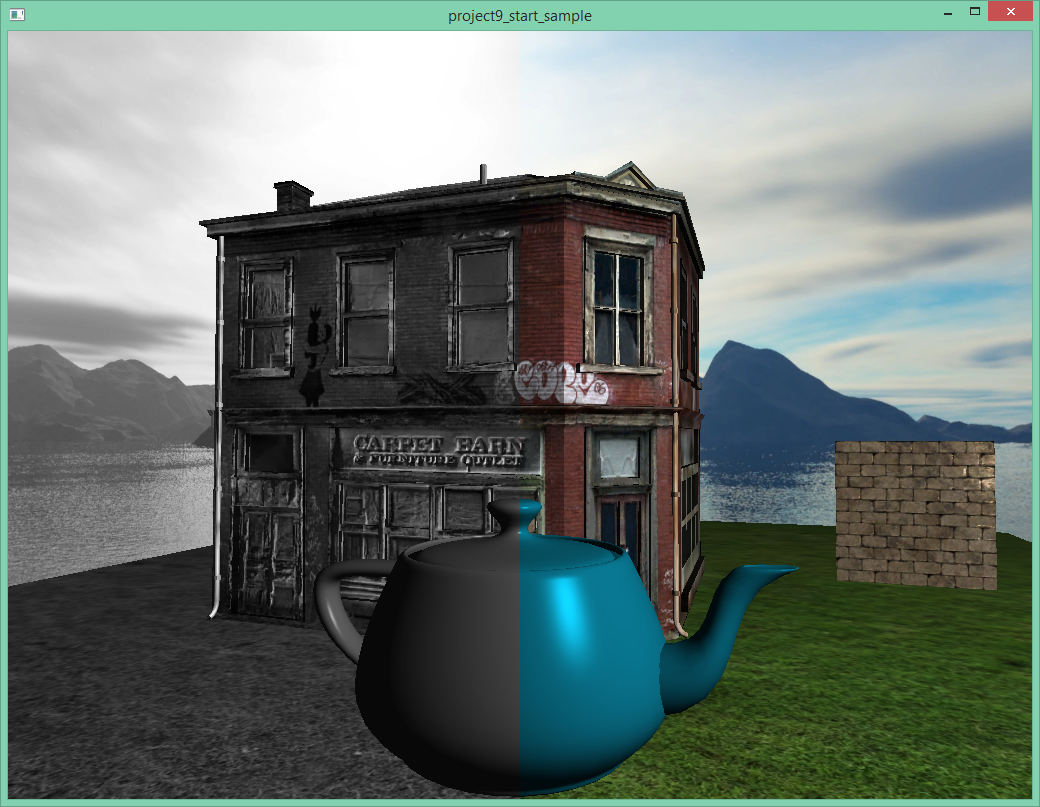 project9_start_sample
CARPET BARN
& FURNITURE OUTLET